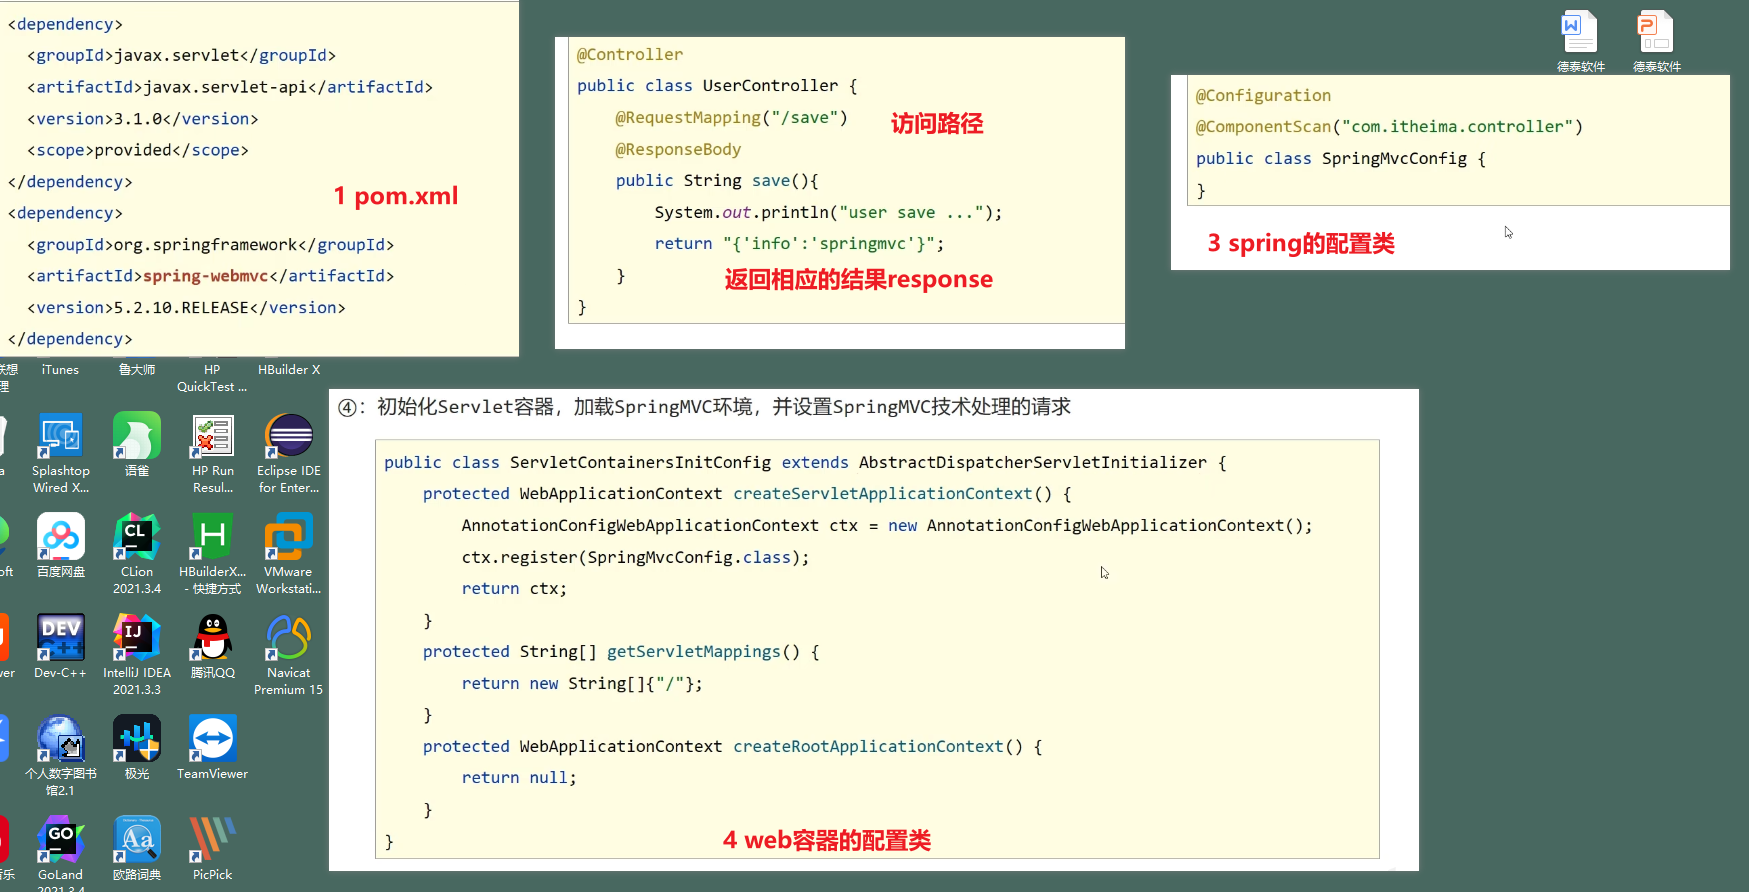 <dependency>
<groupId>javax.servlet</groupId>
<artifactId>javax.servlet-api</artifactId>
<version>3.1.0</version>
<scope>provided</scope>
</dependency>
<dependency>
<groupId>org.springframework</groupId>
<artifactId>spring-webmvc</artifactId>
<version>5.2.10.RELEASE</version>
</dependency>
1 pom.xml
@Controller
public class UserController {
@RequestMapping("/save")
访问路径
@ResponseBody
public String save(){
System.out.println("user save ...");
return "{'info':'springmvc'}";
}
返回相应的结果response
}
德泰软件
德泰软件
@Configuration
@ComponentScan("com.itheima.controller")
public class SpringMvcConfig {
}
3 spring的配置类
④：初始化Servlet容器，加载SpringMVC环境，并设置SpringMVC技术处理的请求
public class ServletContainersInitConfig extends AbstractDispatcherServletInitializer {
protected WebApplicationContext createServletApplicationContext() {
AnnotationConfigWebApplicationContext ctx = new AnnotationConfigWebApplicationContext();
ctx.register(SpringMvcConfig.class);
return ctx;
}
protected String[] getServletMappings() {
return new String[]{"/"};
}
protected WebApplicationContext createRootApplicationContext() {
return null;
}
}
4 web容器的配置类
iTunes
鲁大师
HP
QuickTest ...
HBuilder X
Splashtop
Wired X...
语雀
HP Run
Resul...
Eclipse IDE
for Enter...
百度网盘
CL
CLion
2021.3.4
H
HBuilderX...
- 快捷方式
VMware
Workstati...
DEV
C++
Dev-C++
IJ
IntelliJ IDEA
2021.3.3
腾讯QQ
Navicat
Premium 15
个人数字图书
馆2.1
极光
TeamViewer
GO
GoLand
2021.3.4
Aa
欧路词典
PicPick